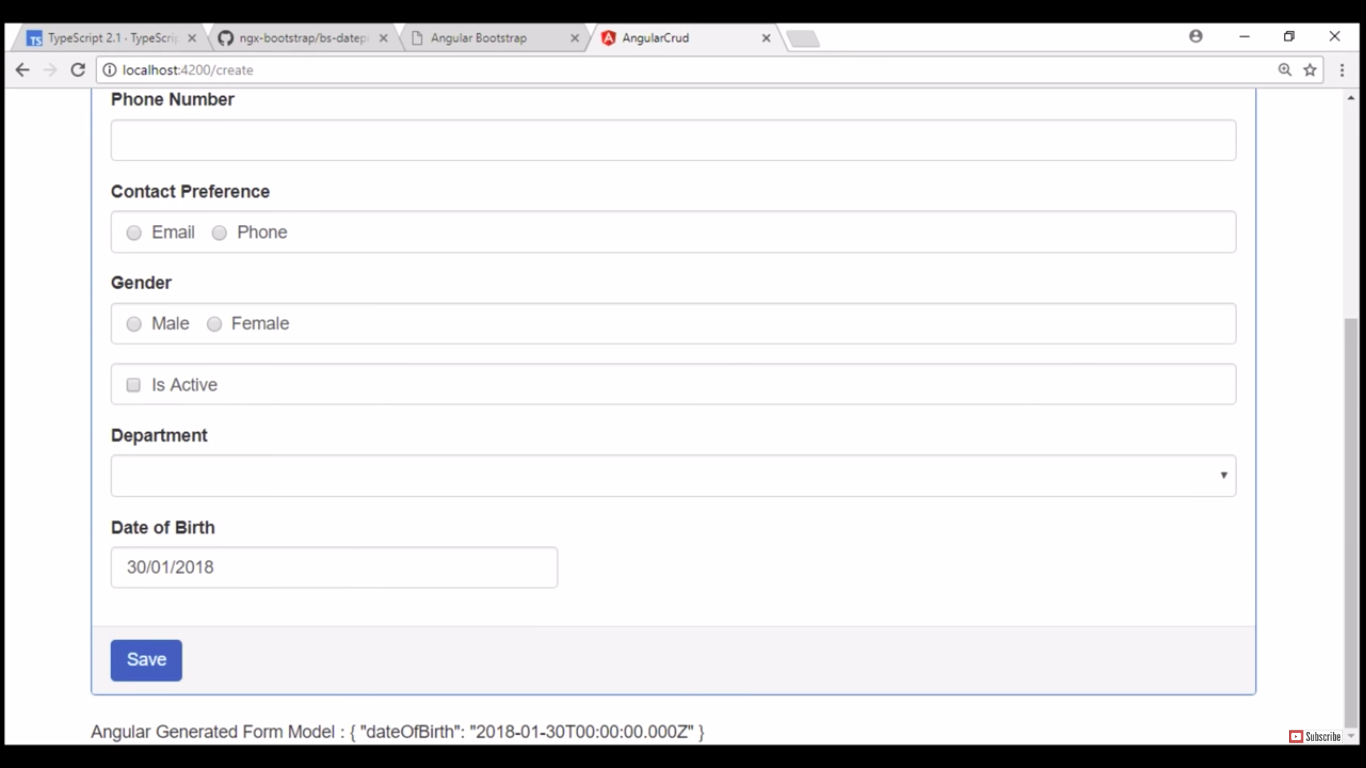 TypeScript 2.1 · TypeScrip
ngx-bootstrap/bs-datepi
Angular Bootstrap
AngularCrud
localhost:4200/create
Phone Number
Contact Preference
Email Phone
Gender
Male Female
Is Active
Department
Date of Birth
30/01/2018
Save
Angular Generated Form Model : { "dateOfBirth": "2018-01-30T00:00:00.000Z" }
Subscribe